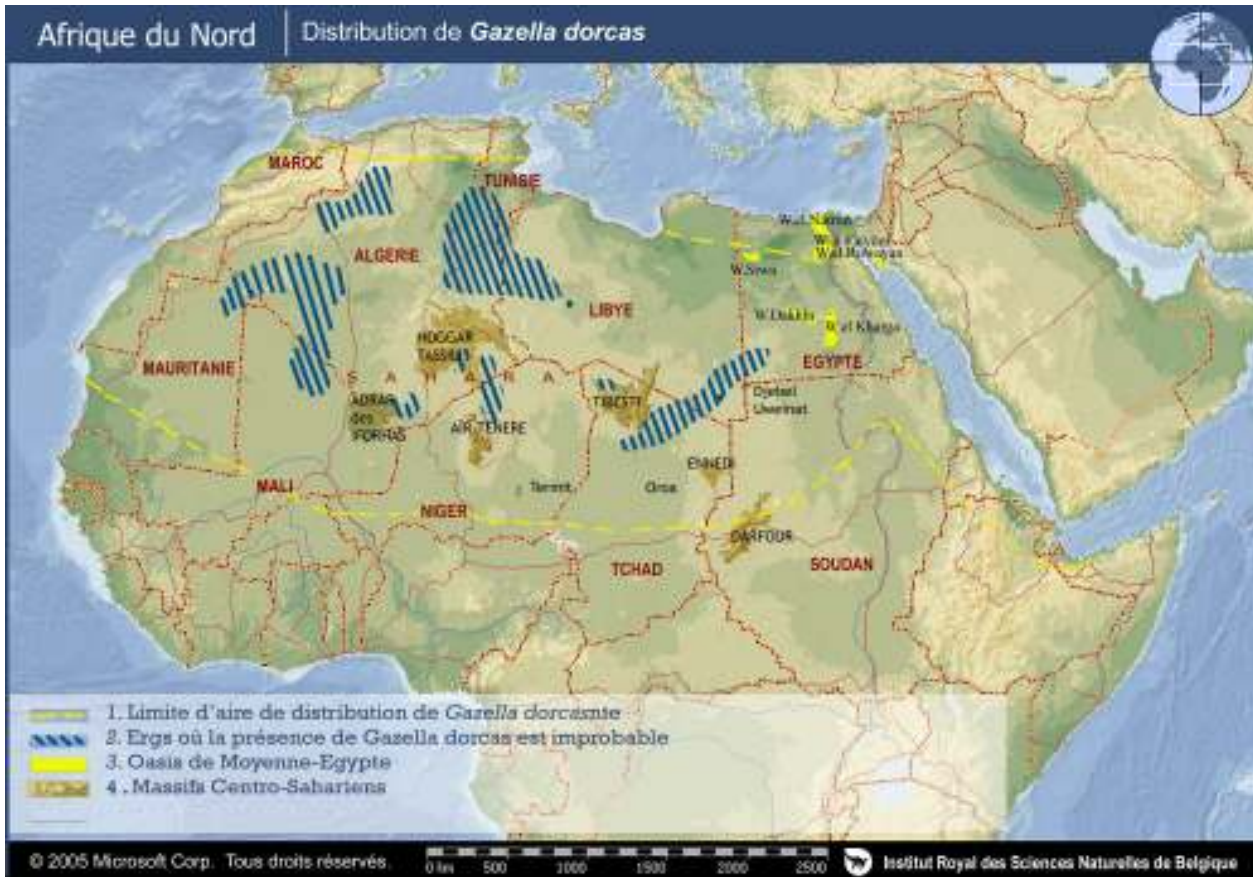 Afrique du Nord
Distribution de Gazella dorcas
MAROC
TUNISIE
ALGERIE
LIBYE
W.Siwa
W.Dakhla
W.al Kharga
EGYPTE
HOGGAR
TASSILIS
MAURITANIE
S A H A R A
ADRAR
des
IFORHAS
AIR TENERE
TIBESTI
Djebel
Uweinat
ENNEDI
MALI
Termit
NIGER
DARFOUR
TCHAD
SOUDAN
1. Limite d'aire de distribution de Gazella dorcasmte
2. Ergs où la présence de Gazella dorcas est improbable
3. Oasis de Moyenne-Egypte
4 . Massifs Centro-Sahariens
© 2005 Microsoft Corp. Tous droits réservés.
0 km 500 1000 1500 2000 2500
Institut Royal des Sciences Naturelles de Belgique